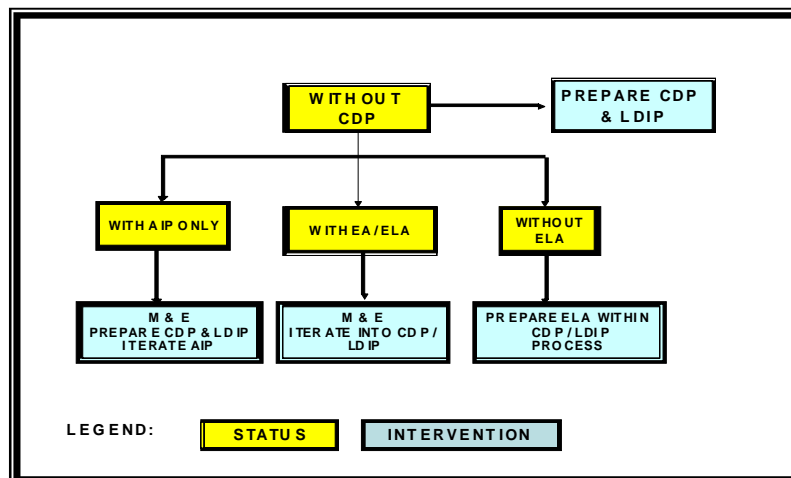 WITHOUT
CDP
PREPARE CDP
& LDIP
WITH AIP ONLY
WITH EA/ELA
WITHOUT
ELA
M & E
PREPARE CDP & LDIP
ITERATE AIP
M & E
ITERATE INTO CDP/
LDIP
PREPARE ELA WITHIN
CDP/LDIP
PROCESS
LEGEND:
STATUS
INTERVENTION